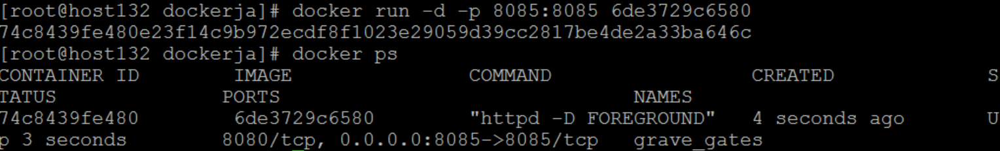 [root@host132 dockerja]# docker run -d -p 8085:8085 6de3729c6580
74c8439fe480e23f14c9b972ecdf8f1023e29059d39cc2817be4de2a33ba646c
[root@host132 dockerja]# docker ps
CONTAINER ID        IMAGE               COMMAND                 CREATED             S
TATUS              PORTS                              NAMES
74c8439fe480        6de3729c6580        "httpd -D FOREGROUND"   4 seconds ago       U
p 3 seconds        8080/tcp, 0.0.0.0:8085->8085/tcp   grave_gates